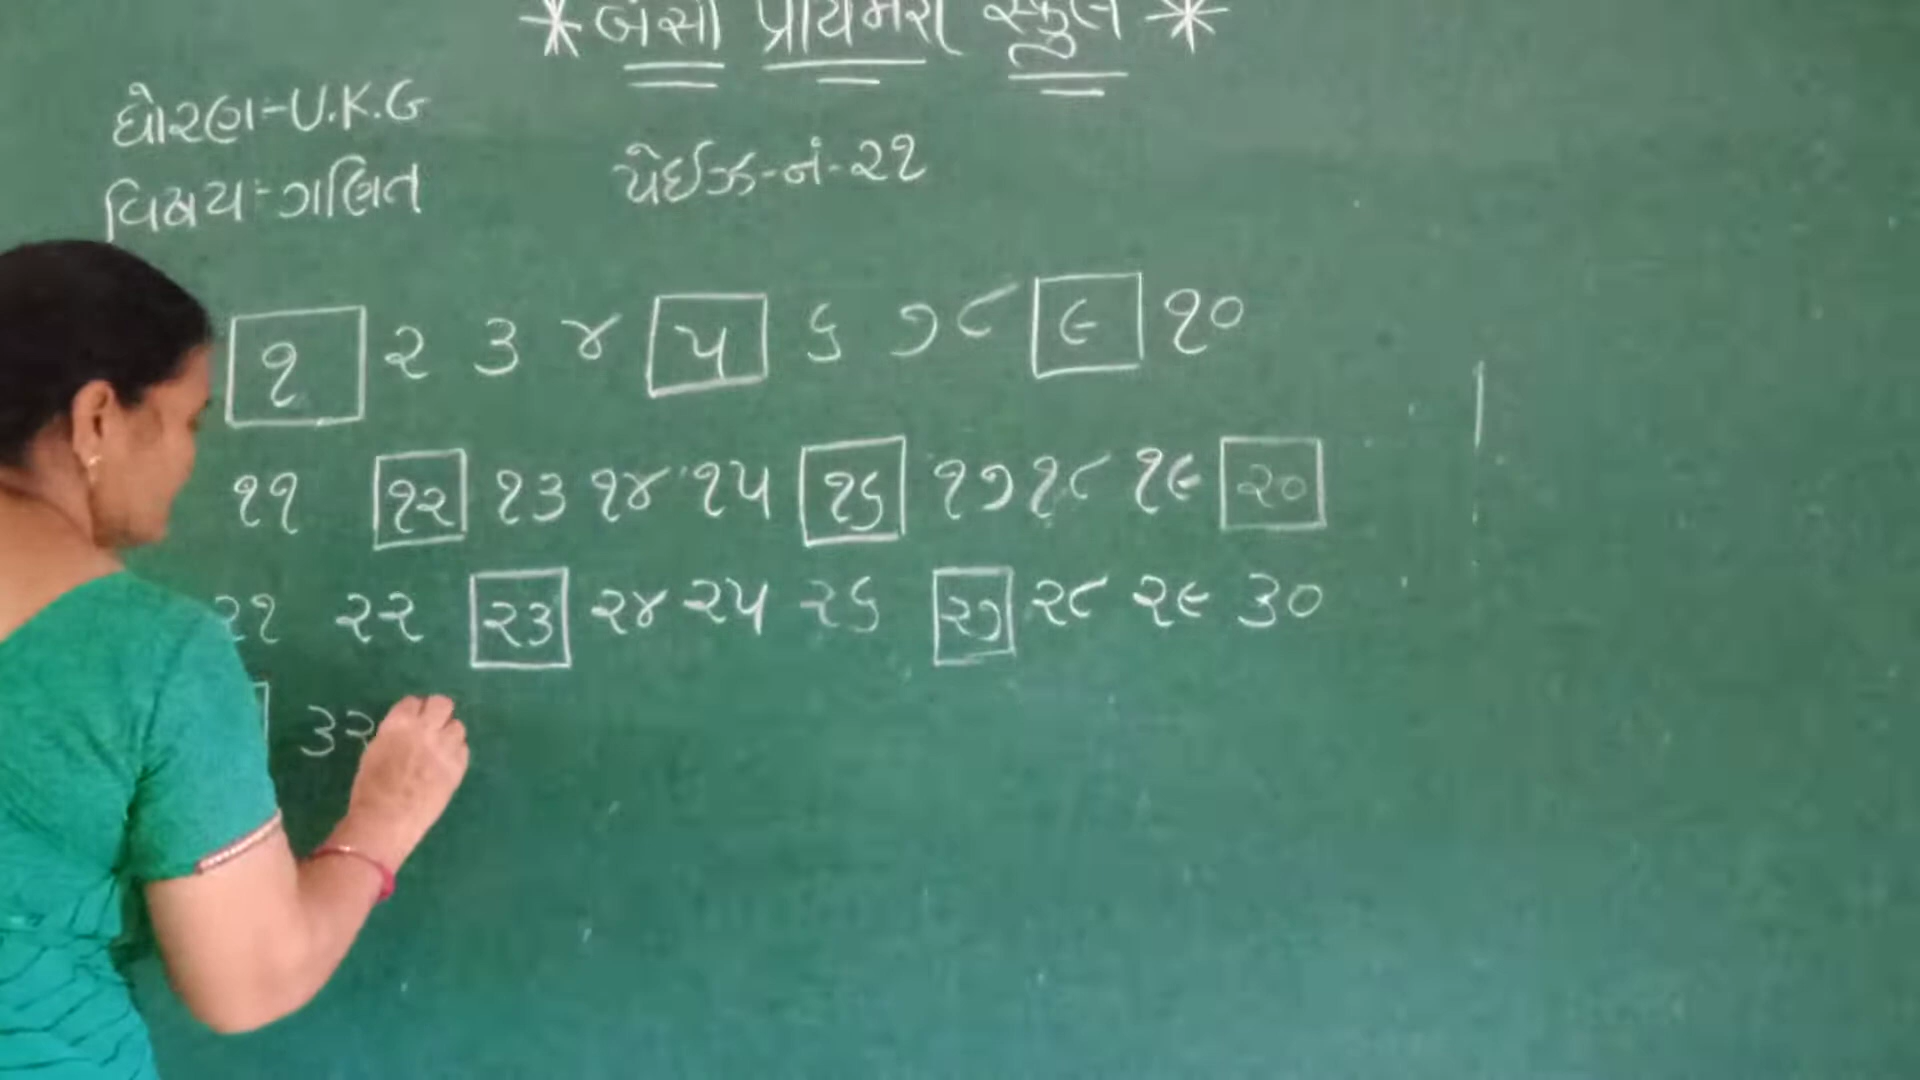 * બંસી પ્રાયમરી સ્કુલ *
ધોરણ-U.K.G
વિષય-ગણિત
પેઈઝ-નં-૨૧
૧ ૨ ૩ ૪ ૫ ૬ ૭ ૮ ૯ ૧૦
૧૧ ૧૨ ૧૩ ૧૪ ૧૫ ૧૬ ૧૭ ૧૮ ૧૯ ૨૦
૨૧ ૨૨ ૨૩ ૨૪ ૨૫ ૨૬ ૨૭ ૨૮ ૨૯ ૩૦
૩૨